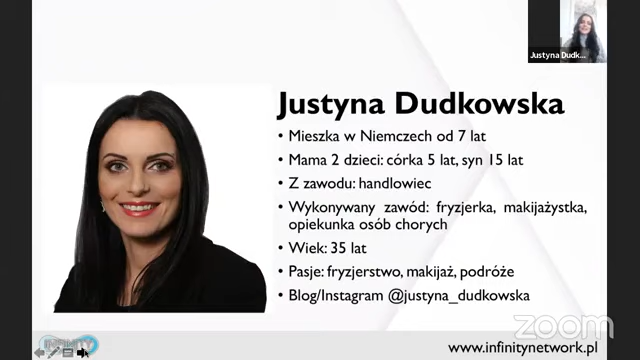 Justyna Dudk...
Justyna Dudkowska
• Mieszka w Niemczech od 7 lat
• Mama 2 dzieci: córka 5 lat, syn 15 lat
• Z zawodu: handlowiec
• Wykonywany zawód: fryzjerka, makijażystka,
opiekunka osób chorych
• Wiek: 35 lat
• Pasje: fryzjerstwo, makijaż, podróże
• Blog/Instagram @justyna_dudkowska
INFINITY
zoom
www.infinitynetwork.pl